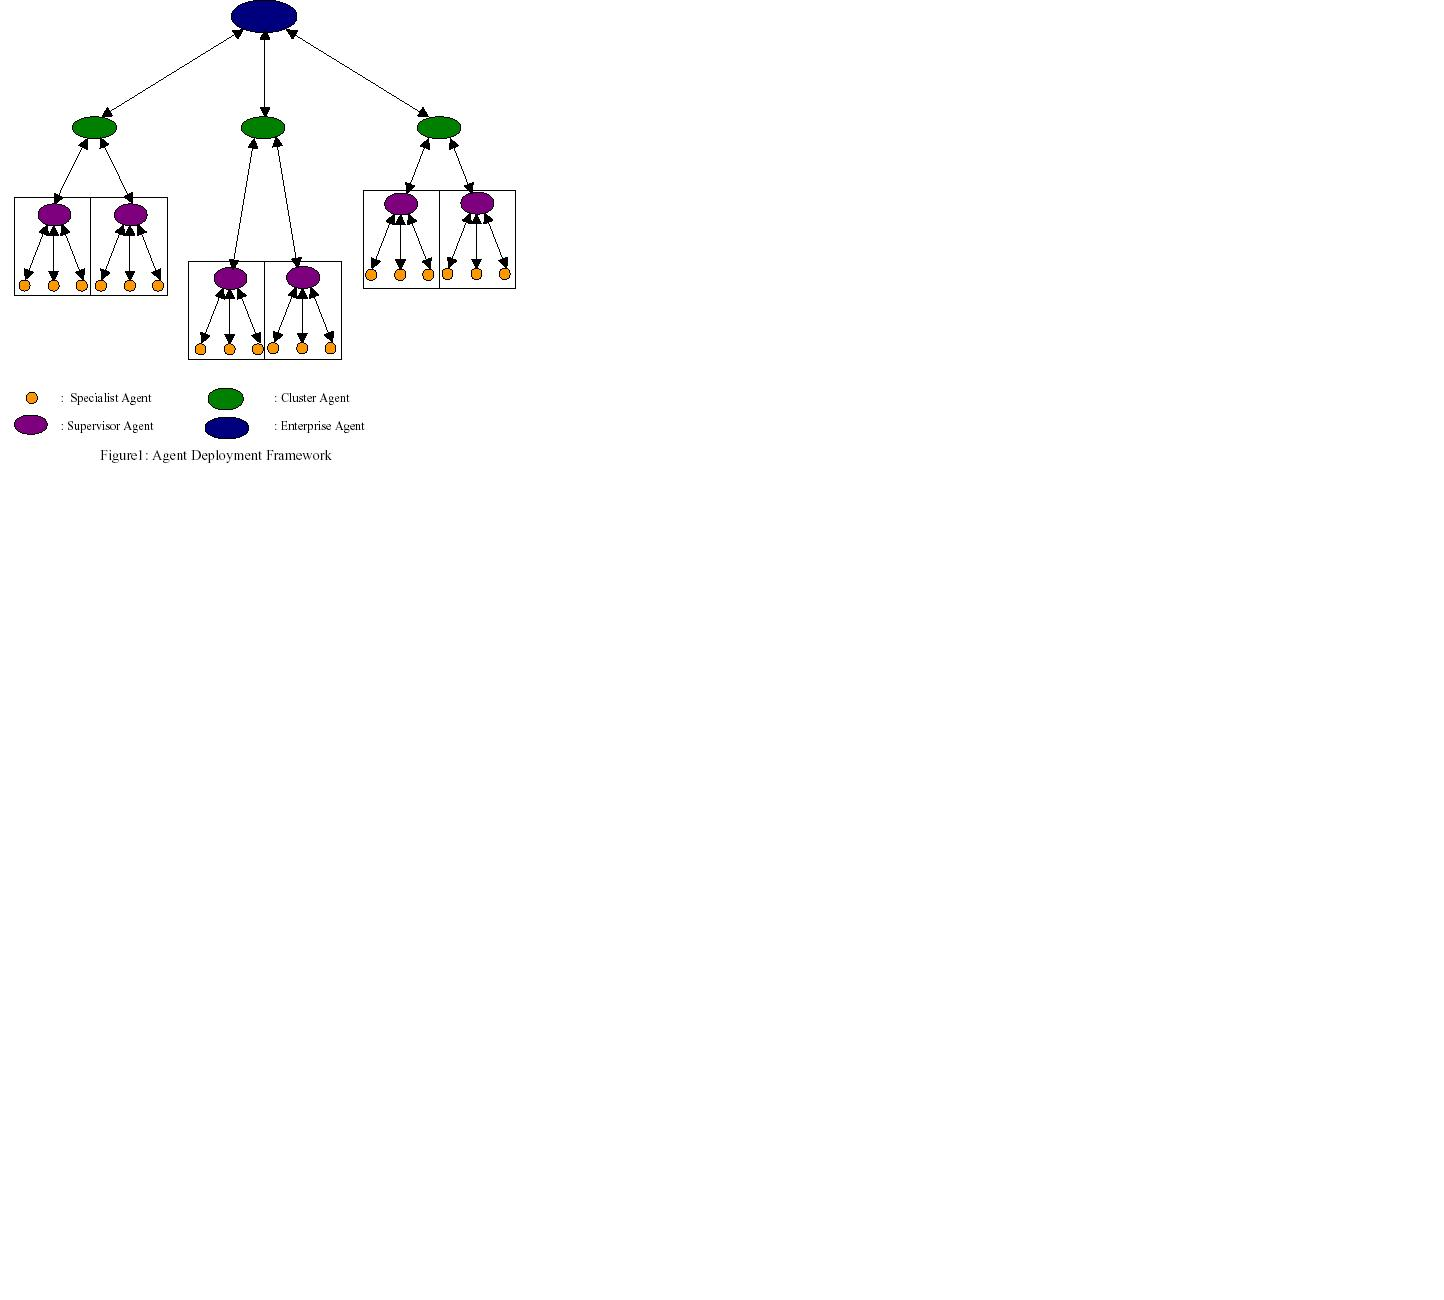 : Specialist Agent
: Cluster Agent
: Supervisor Agent
: Enterprise Agent
Figure1: Agent Deployment Framework